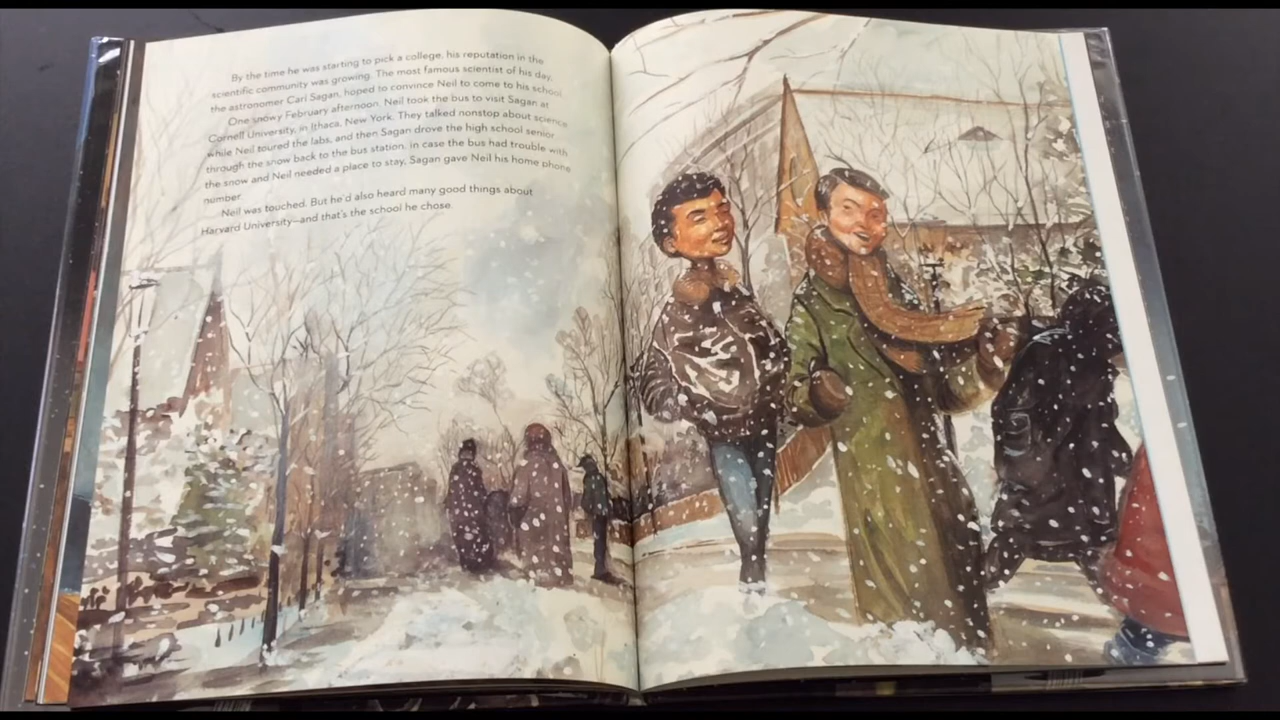 By the time he was starting to pick a college, his reputation in the
scientific community was growing. The most famous scientist of his day,
the astronomer Carl Sagan, hoped to convince Neil to come to his school.
One snowy February afternoon, Neil took the bus to visit Sagan at
Cornell University, in Ithaca, New York. They talked nonstop about science
while Neil toured the labs, and then Sagan drove the high school senior
through the snow back to the bus station. In case the bus had trouble with
the snow and Neil needed a place to stay, Sagan gave Neil his home phone
number.
Neil was touched. But he'd also heard many good things about
Harvard University—and that's the school he chose.